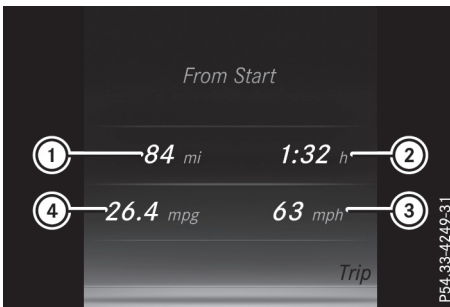 From Start
1 84 mi 1:32 h 2
4 26.4 mpg 63 mph 3
Trip
P54.33-4249-31